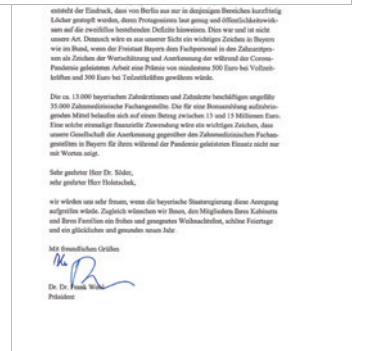 entsteht der Eindruck, dass von Berlin aus nur in denjenigen Bereichen kurzfristig
Löcher gestopft werden, deren Protagonisten laut genug und öffentlichkeitswirk-
sam auf die zweifellos bestehenden Defizite hinweisen. Dies war und ist nicht
unsere Art. Dennoch wäre es aus unserer Sicht ein wichtiges Zeichen in Bayern
wie im Bund, wenn der Freistaat Bayern dem Fachpersonal in den Zahnarztpra-
xen als Zeichen der Wertschätzung und Anerkennung der während der Corona-
Pandemie geleisteten Arbeit eine Prämie von mindestens 500 Euro bei Vollzeit-
kräften und 300 Euro bei Teilzeitkräften gewähren würde.
Die ca. 13.000 bayerischen Zahnärztinnen und Zahnärzte beschäftigen ungefähr
35.000 Zahnmedizinische Fachangestellte. Die für eine Bonuszahlung aufzubrin-
genden Mittel belaufen sich auf einen Betrag zwischen 13 und 15 Millionen Euro.
Eine solche einmalige finanzielle Zuwendung wäre ein wichtiges Zeichen, dass
unsere Gesellschaft die Anerkennung gegenüber den Zahnmedizinischen Fachan-
gestellten in Bayern für ihren während der Pandemie geleisteten Einsatz nicht nur
mit Worten zeigt.
Sehr geehrter Herr Dr. Söder,
sehr geehrter Herr Holetschek,
wir würden uns sehr freuen, wenn die bayerische Staatsregierung diese Anregung
aufgreifen würde. Zugleich wünschen wir Ihnen, den Mitgliedern Ihres Kabinetts
und Ihren Familien ein frohes und gesegnetes Weihnachtsfest, schöne Feiertage
und ein glückliches und gesundes neues Jahr.
Mit freundlichen Grüßen
Dr. Dr. Frank Wohl
Präsident